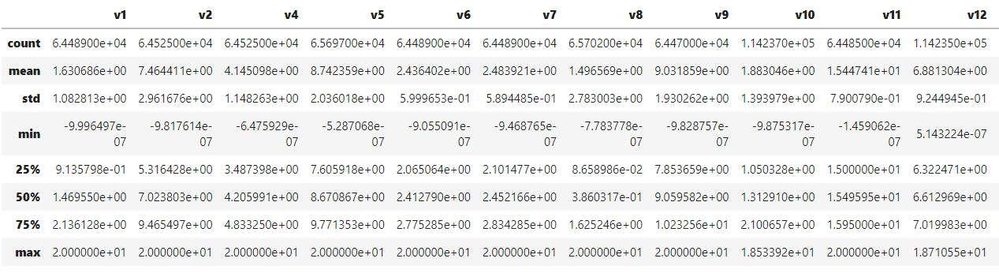 v1 v2 v4 v5 v6 v7 v8 v9 v10 v11 v12
count 6.448900e+04 6.452500e+04 6.452500e+04 6.569700e+04 6.448900e+04 6.448900e+04 6.570200e+04 6.447000e+04 1.142370e+05 6.448500e+04 1.142350e+05
mean 1.630686e+00 7.464411e+00 4.145098e+00 8.742359e+00 2.436402e+00 2.483921e+00 1.496569e+00 9.031859e+00 1.883046e+00 1.544741e+01 6.881304e+00
std 1.082813e+00 2.961676e+00 1.148263e+00 2.036018e+00 5.999653e-01 5.894485e-01 2.783003e+00 1.930262e+00 1.393979e+00 7.900790e-01 9.244945e-01
min -9.996497e-07 -9.817614e-07 -6.475929e-07 -5.287068e-07 -9.055091e-07 -9.468765e-07 -7.783778e-07 -9.828757e-07 -9.875317e-07 -1.459062e-07 5.143224e-07
25% 9.135798e-01 5.316428e+00 3.487398e+00 7.605918e+00 2.065064e+00 2.101477e+00 8.658986e-02 7.853659e+00 1.050328e+00 1.500000e+01 6.322471e+00
50% 1.469550e+00 7.023803e+00 4.205991e+00 8.670867e+00 2.412790e+00 2.452166e+00 3.860317e-01 9.059582e+00 1.312910e+00 1.549595e+01 6.612969e+00
75% 2.136128e+00 9.465497e+00 4.833250e+00 9.771353e+00 2.775285e+00 2.834285e+00 1.625246e+00 1.023256e+01 2.100657e+00 1.595000e+01 7.019983e+00
max 2.000000e+01 2.000000e+01 2.000000e+01 2.000000e+01 2.000000e+01 2.000000e+01 2.000000e+01 2.000000e+01 1.853392e+01 2.000000e+01 1.871055e+01